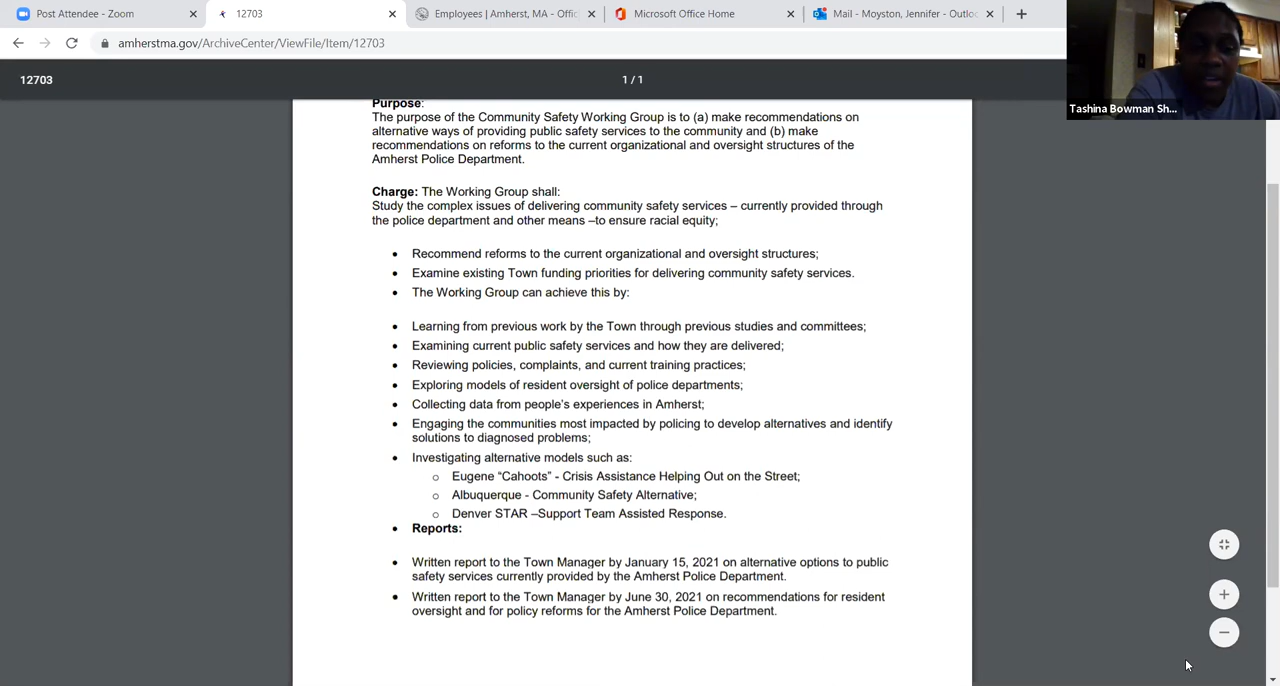 Post Attendee - Zoom
12703
Employees | Amherst, MA - Offic
Microsoft Office Home
Mail - Moyston, Jennifer - Outloo
amherstma.gov/ArchiveCenter/ViewFile/Item/12703
12703
1 / 1
Tashina Bowman Sh...
Purpose:
The purpose of the Community Safety Working Group is to (a) make recommendations on
alternative ways of providing public safety services to the community and (b) make
recommendations on reforms to the current organizational and oversight structures of the
Amherst Police Department.
Charge: The Working Group shall:
Study the complex issues of delivering community safety services – currently provided through
the police department and other means –to ensure racial equity;
• Recommend reforms to the current organizational and oversight structures;
• Examine existing Town funding priorities for delivering community safety services.
• The Working Group can achieve this by:
• Learning from previous work by the Town through previous studies and committees;
• Examining current public safety services and how they are delivered;
• Reviewing policies, complaints, and current training practices;
• Exploring models of resident oversight of police departments;
• Collecting data from people's experiences in Amherst;
• Engaging the communities most impacted by policing to develop alternatives and identify
solutions to diagnosed problems;
• Investigating alternative models such as:
o Eugene “Cahoots” - Crisis Assistance Helping Out on the Street;
o Albuquerque - Community Safety Alternative;
o Denver STAR –Support Team Assisted Response.
• Reports:
• Written report to the Town Manager by January 15, 2021 on alternative options to public
safety services currently provided by the Amherst Police Department.
• Written report to the Town Manager by June 30, 2021 on recommendations for resident
oversight and for policy reforms for the Amherst Police Department.